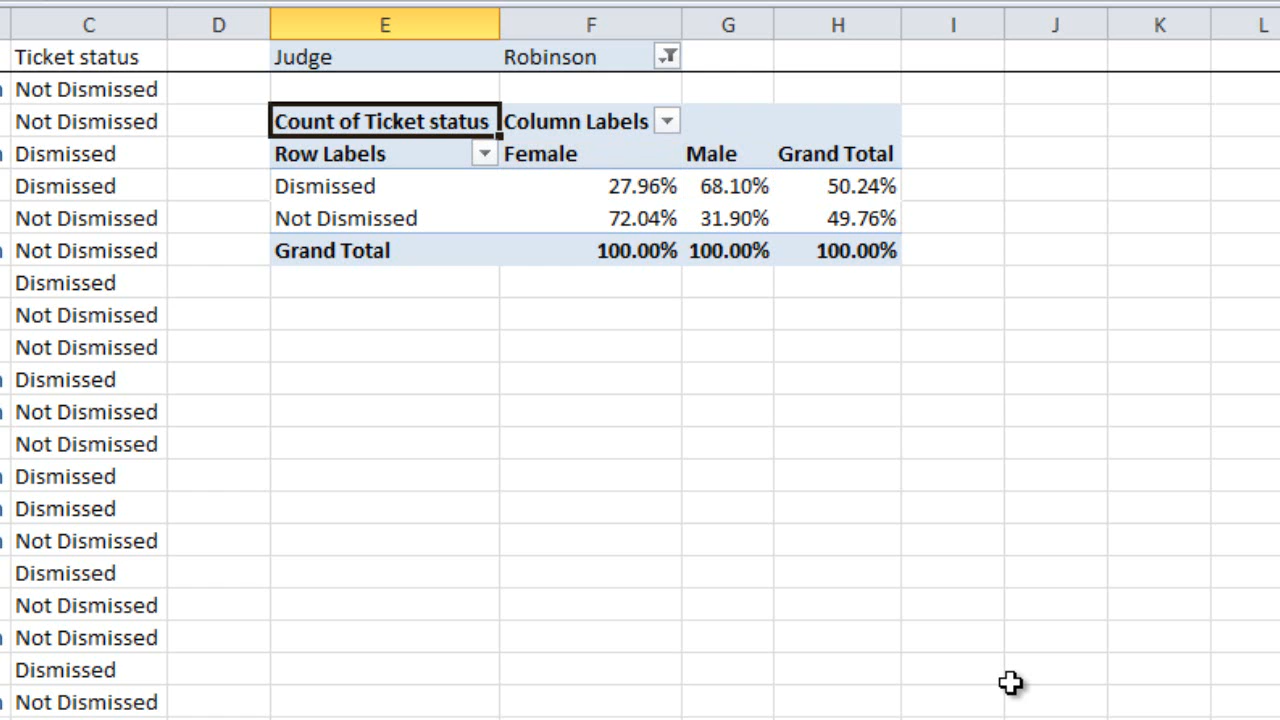 C D E F G H I J K L
Ticket status Judge Robinson
Not Dismissed
Not Dismissed Count of Ticket status Column Labels
Dismissed Row Labels Female Male Grand Total
Dismissed Dismissed 27.96% 68.10% 50.24%
Not Dismissed Not Dismissed 72.04% 31.90% 49.76%
Not Dismissed Grand Total 100.00% 100.00% 100.00%
Dismissed
Not Dismissed
Not Dismissed
Dismissed
Not Dismissed
Not Dismissed
Dismissed
Dismissed
Not Dismissed
Dismissed
Not Dismissed
Not Dismissed
Dismissed
Not Dismissed